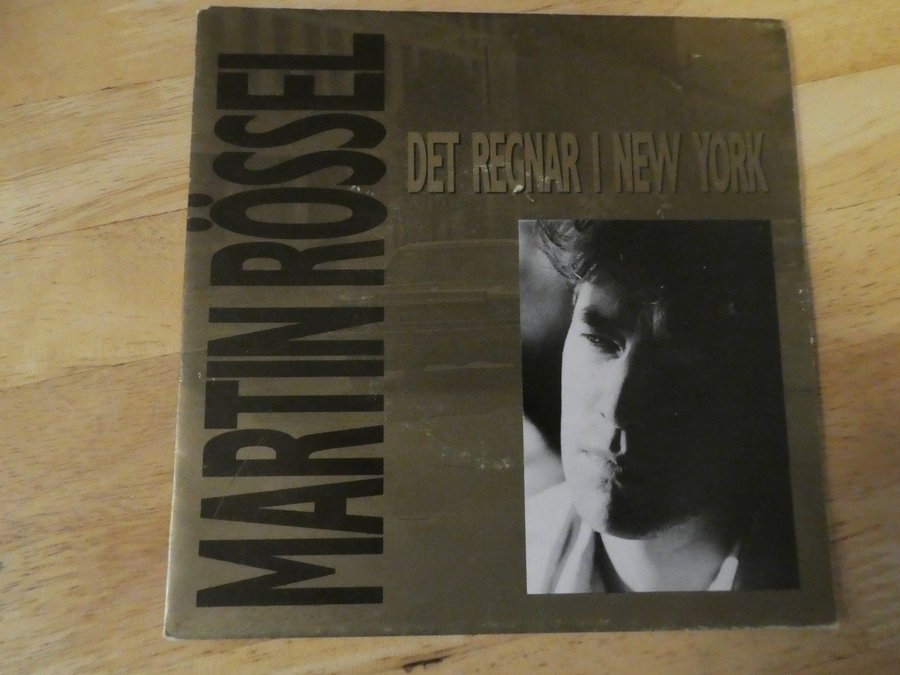 MARTIN RÖSSEL
DET REGNAR I NEW YORK